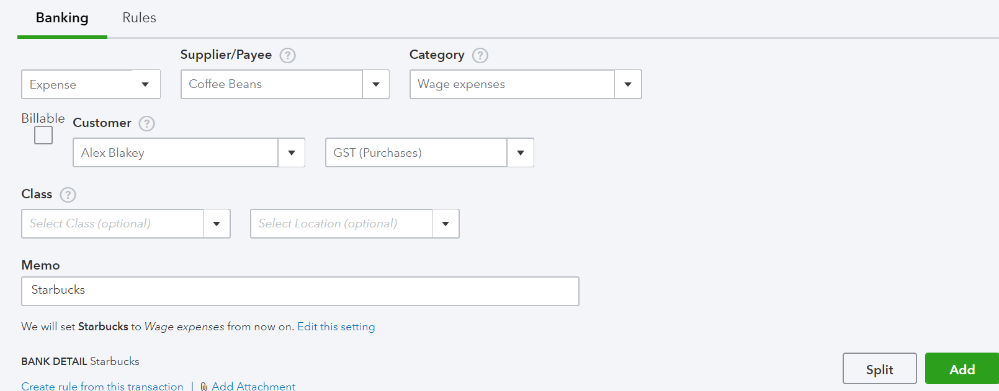 Banking Rules
Supplier/Payee ? Category ?
Expense Coffee Beans Wage expenses
Billable Customer ?
Alex Blakey GST (Purchases)
Class ?
Select Class (optional) Select Location (optional)
Memo
Starbucks
We will set Starbucks to Wage expenses from now on. Edit this setting
BANK DETAIL Starbucks
Split Add
Create rule from this transaction | Add Attachment